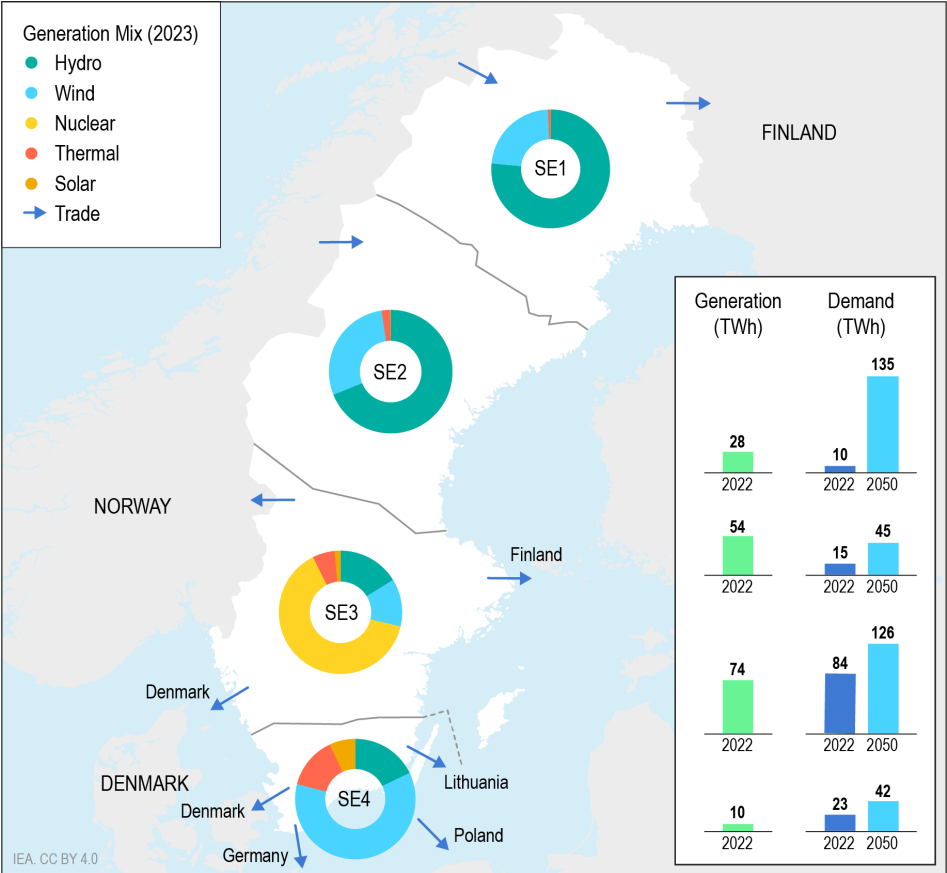 Generation Mix (2023)
Hydro
Wind
Nuclear
Thermal
Solar
Trade
FINLAND
SE1
SE2
NORWAY
Finland
SE3
Denmark
DENMARK
Lithuania
Denmark
SE4
Poland
Germany
IEA. CC BY 4.0
Generation Demand
(TWh) (TWh)
135
28 10
2022 2022 2050
54 15 45
2022 2022 2050
126
74 84
2022 2022 2050
10 23 42
2022 2022 2050